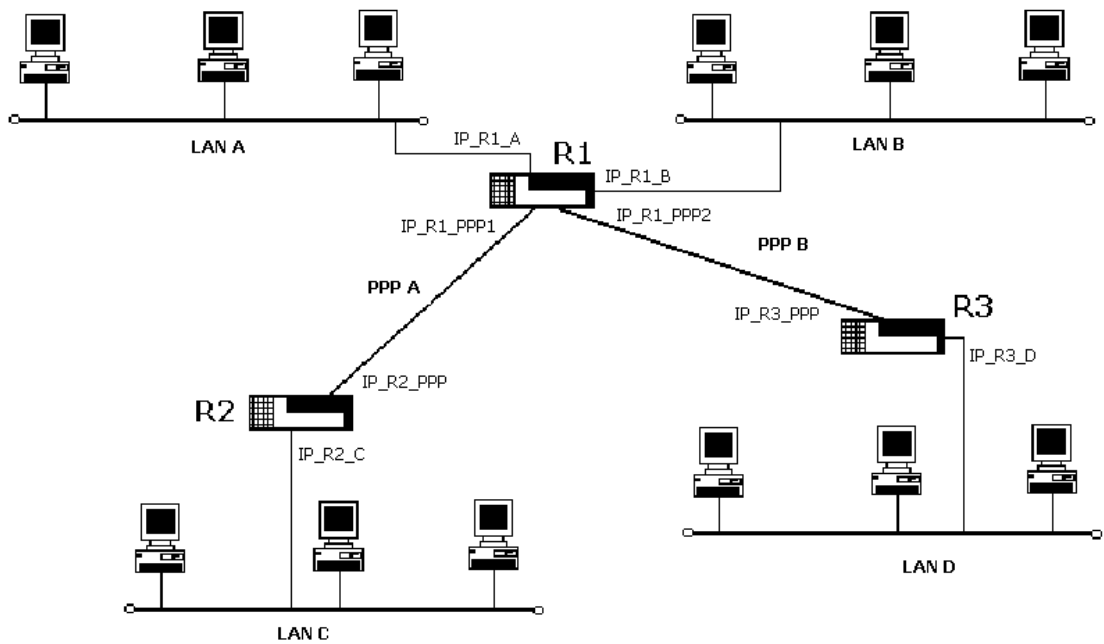 LAN A
LAN B
IP_R1_A
R1
IP_R1_B
IP_R1_PPP1
IP_R1_PPP2
PPP B
PPP A
IP_R3_PPP
R3
IP_R3_D
IP_R2_PPP
R2
IP_R2_C
LAN D
LAN C